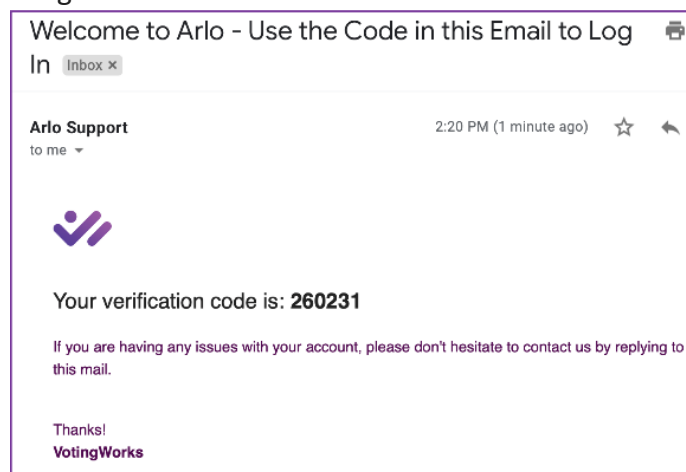 Welcome to Arlo - Use the Code in this Email to Log
In Inbox ×
Arlo Support 2:20 PM (1 minute ago)
to me
Your verification code is: 260231
If you are having any issues with your account, please don't hesitate to contact us by replying to
this mail.
Thanks!
VotingWorks